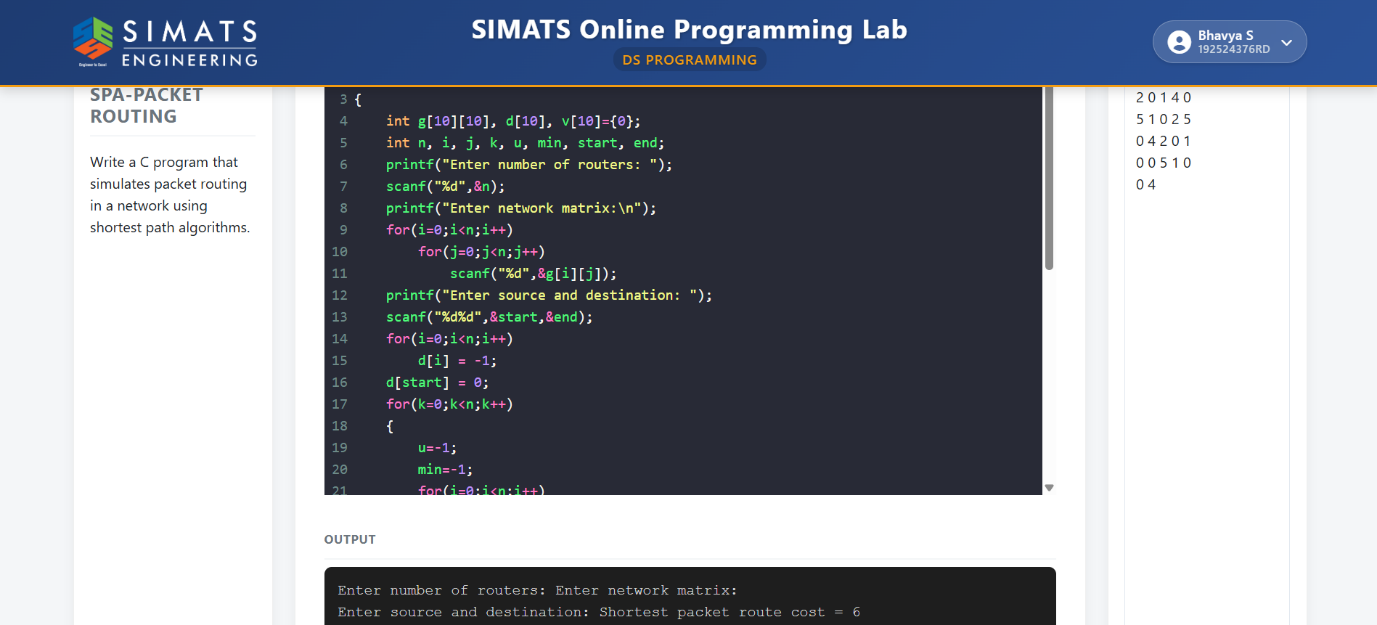 SIMATS
ENGINEERING
Engineer to Excel
SIMATS Online Programming Lab
DS PROGRAMMING
Bhavya S
192524376RD
SPA-PACKET
ROUTING
Write a C program that
simulates packet routing
in a network using
shortest path algorithms.
3 {
4     int g[10][10], d[10], v[10]={0};
5     int n, i, j, k, u, min, start, end;
6     printf("Enter number of routers: ");
7     scanf("%d",&n);
8     printf("Enter network matrix:\n");
9     for(i=0;i<n;i++)
10         for(j=0;j<n;j++)
11             scanf("%d",&g[i][j]);
12     printf("Enter source and destination: ");
13     scanf("%d%d",&start,&end);
14     for(i=0;i<n;i++)
15         d[i] = -1;
16     d[start] = 0;
17     for(k=0;k<n;k++)
18     {
19         u=-1;
20         min=-1;
21         for(i=0;i<n;i++)
OUTPUT
Enter number of routers: Enter network matrix:
Enter source and destination: Shortest packet route cost = 6
2 0 1 4 0
5 1 0 2 5
0 4 2 0 1
0 0 5 1 0
0 4